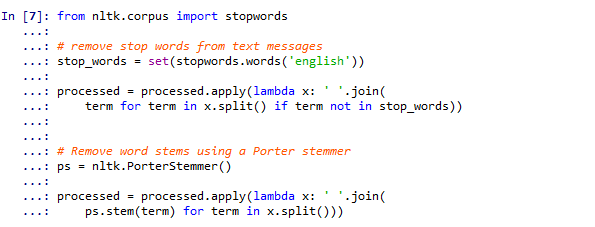 In [7]: from nltk.corpus import stopwords
   ...:
   ...: # remove stop words from text messages
   ...: stop_words = set(stopwords.words('english'))
   ...:
   ...: processed = processed.apply(lambda x: ' '.join(
   ...:     term for term in x.split() if term not in stop_words))
   ...:
   ...:
   ...: # Remove word stems using a Porter stemmer
   ...: ps = nltk.PorterStemmer()
   ...:
   ...: processed = processed.apply(lambda x: ' '.join(
   ...:     ps.stem(term) for term in x.split()))